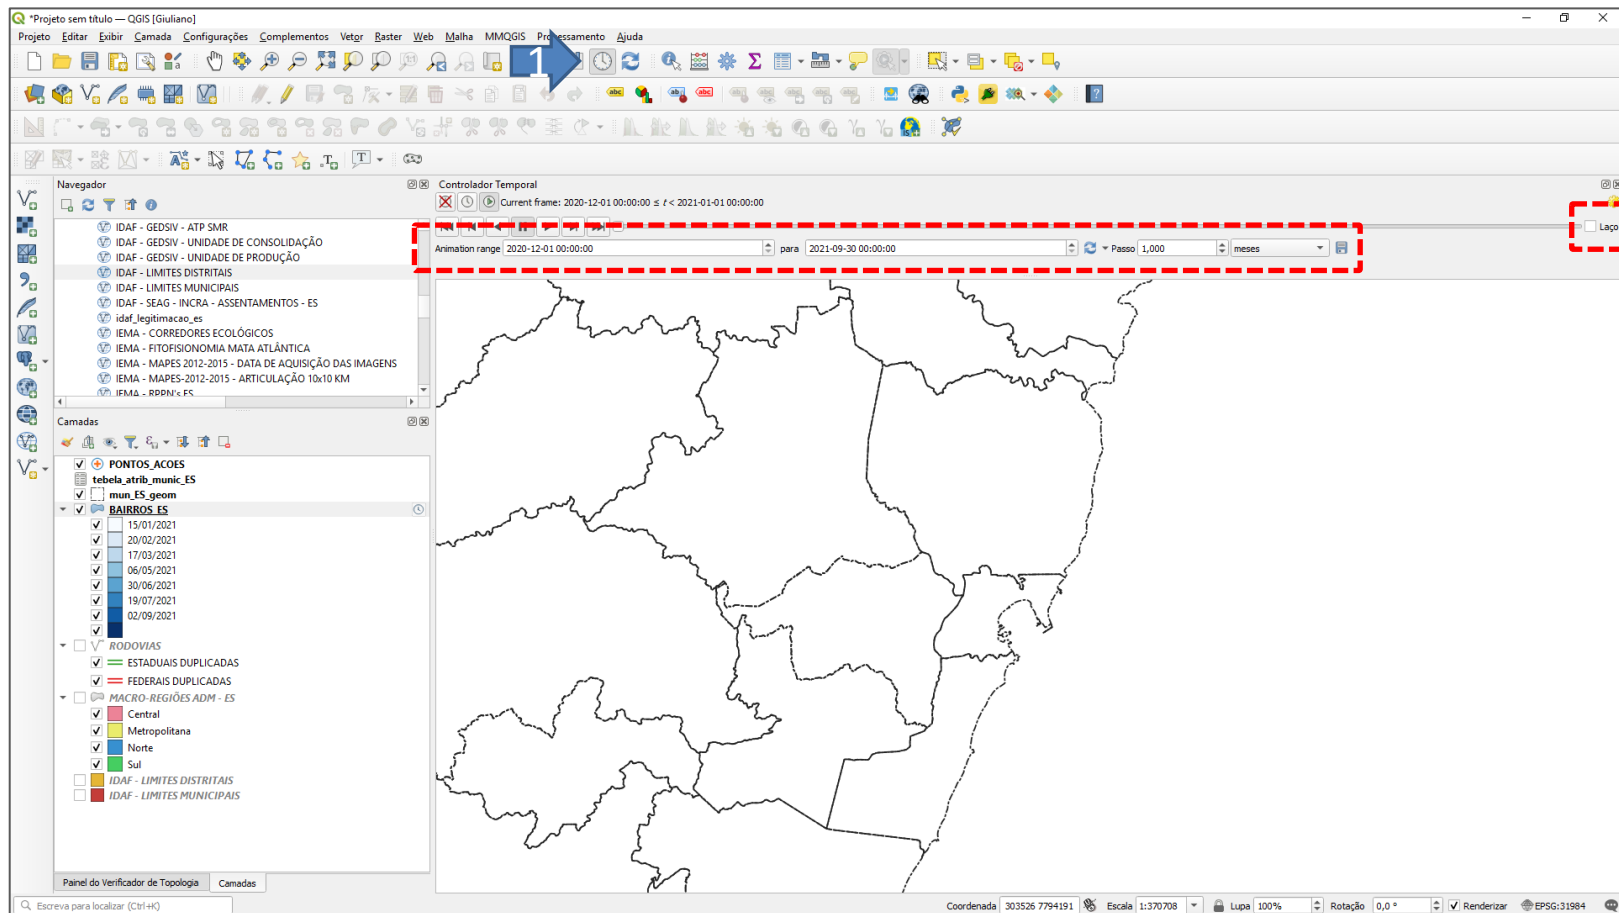 *Projeto sem título — QGIS [Giuliano]
Projeto Editar Exibir Camada Configurações Complementos Vetor Raster Web Malha MMQGIS Processamento Ajuda
1
Navegador
Controlador Temporal
Current frame: 2020-12-01 00:00:00 ≤ t < 2021-01-01 00:00:00
Laço
Animation range 2020-12-01 00:00:00 para 2021-09-30 00:00:00 Passo 1,000 meses
IDAF - GEDSIV - ATP SMR
IDAF - GEDSIV - UNIDADE DE CONSOLIDAÇÃO
IDAF - GEDSIV - UNIDADE DE PRODUÇÃO
IDAF - LIMITES DISTRITAIS
IDAF - LIMITES MUNICIPAIS
IDAF - SEAG - INCRA - ASSENTAMENTOS - ES
idaf_legitimacao_es
IEMA - CORREDORES ECOLÓGICOS
IEMA - FITOFISIONOMIA MATA ATLÂNTICA
IEMA - MAPES 2012-2015 - DATA DE AQUISIÇÃO DAS IMAGENS
IEMA - MAPES-2012-2015 - ARTICULAÇÃO 10x10 KM
IEMA - RPPN's ES
Camadas
PONTOS_ACOES
tebela_atrib_munic_ES
mun_ES_geom
BAIRROS_ES
15/01/2021
20/02/2021
17/03/2021
06/05/2021
30/06/2021
19/07/2021
02/09/2021
RODOVIAS
ESTADUAIS DUPLICADAS
FEDERAIS DUPLICADAS
MACRO-REGIÕES ADM - ES
Central
Metropolitana
Norte
Sul
IDAF - LIMITES DISTRITAIS
IDAF - LIMITES MUNICIPAIS
Painel do Verificador de Topologia Camadas
Escreva para localizar (Ctrl+K)
Coordenada 303526 7794191 Escala 1:370708 Lupa 100% Rotação 0,0 ° Renderizar EPSG:31984